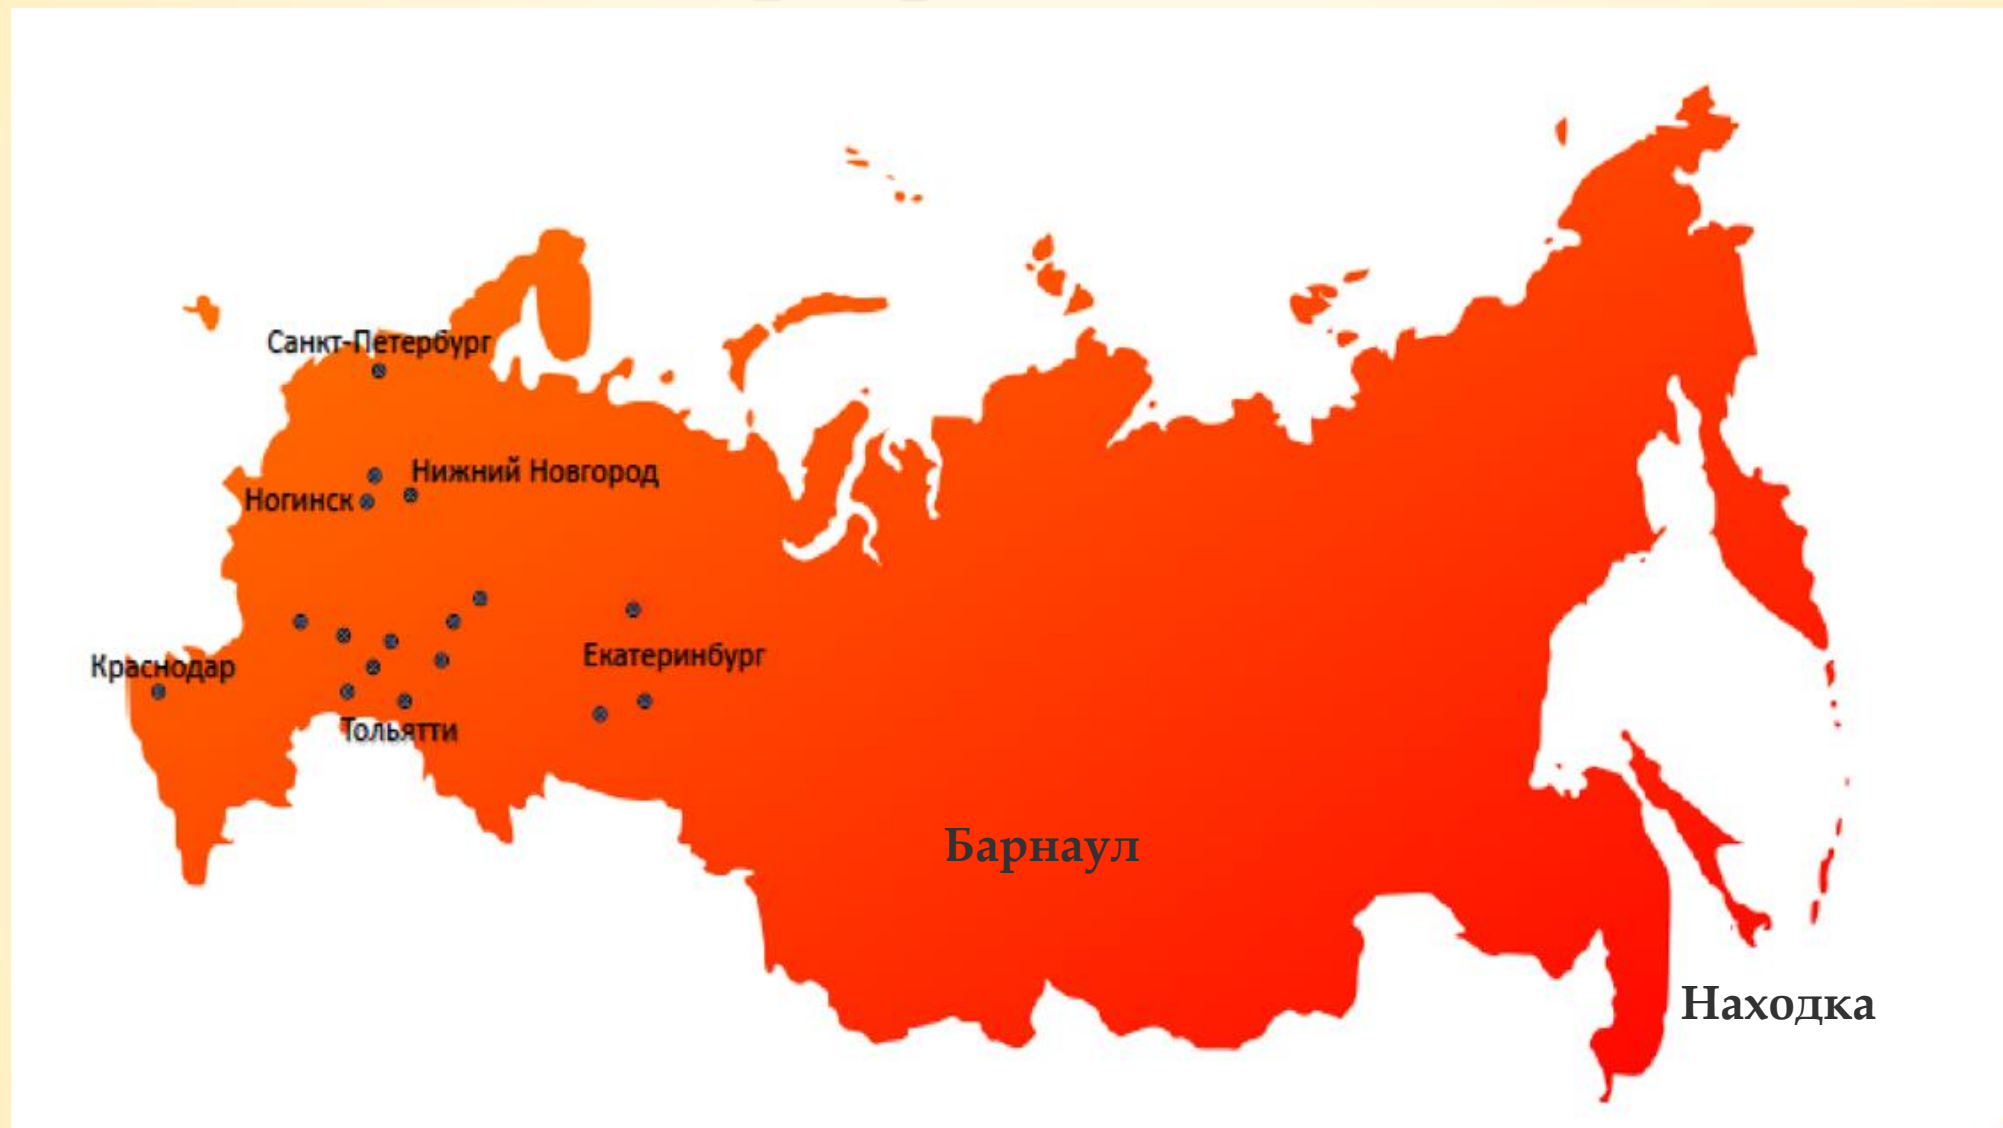 Санкт-Петербург
Нижний Новгород
Ногинск
Екатеринбург
Краснодар
Тольятти
Барнаул
Находка